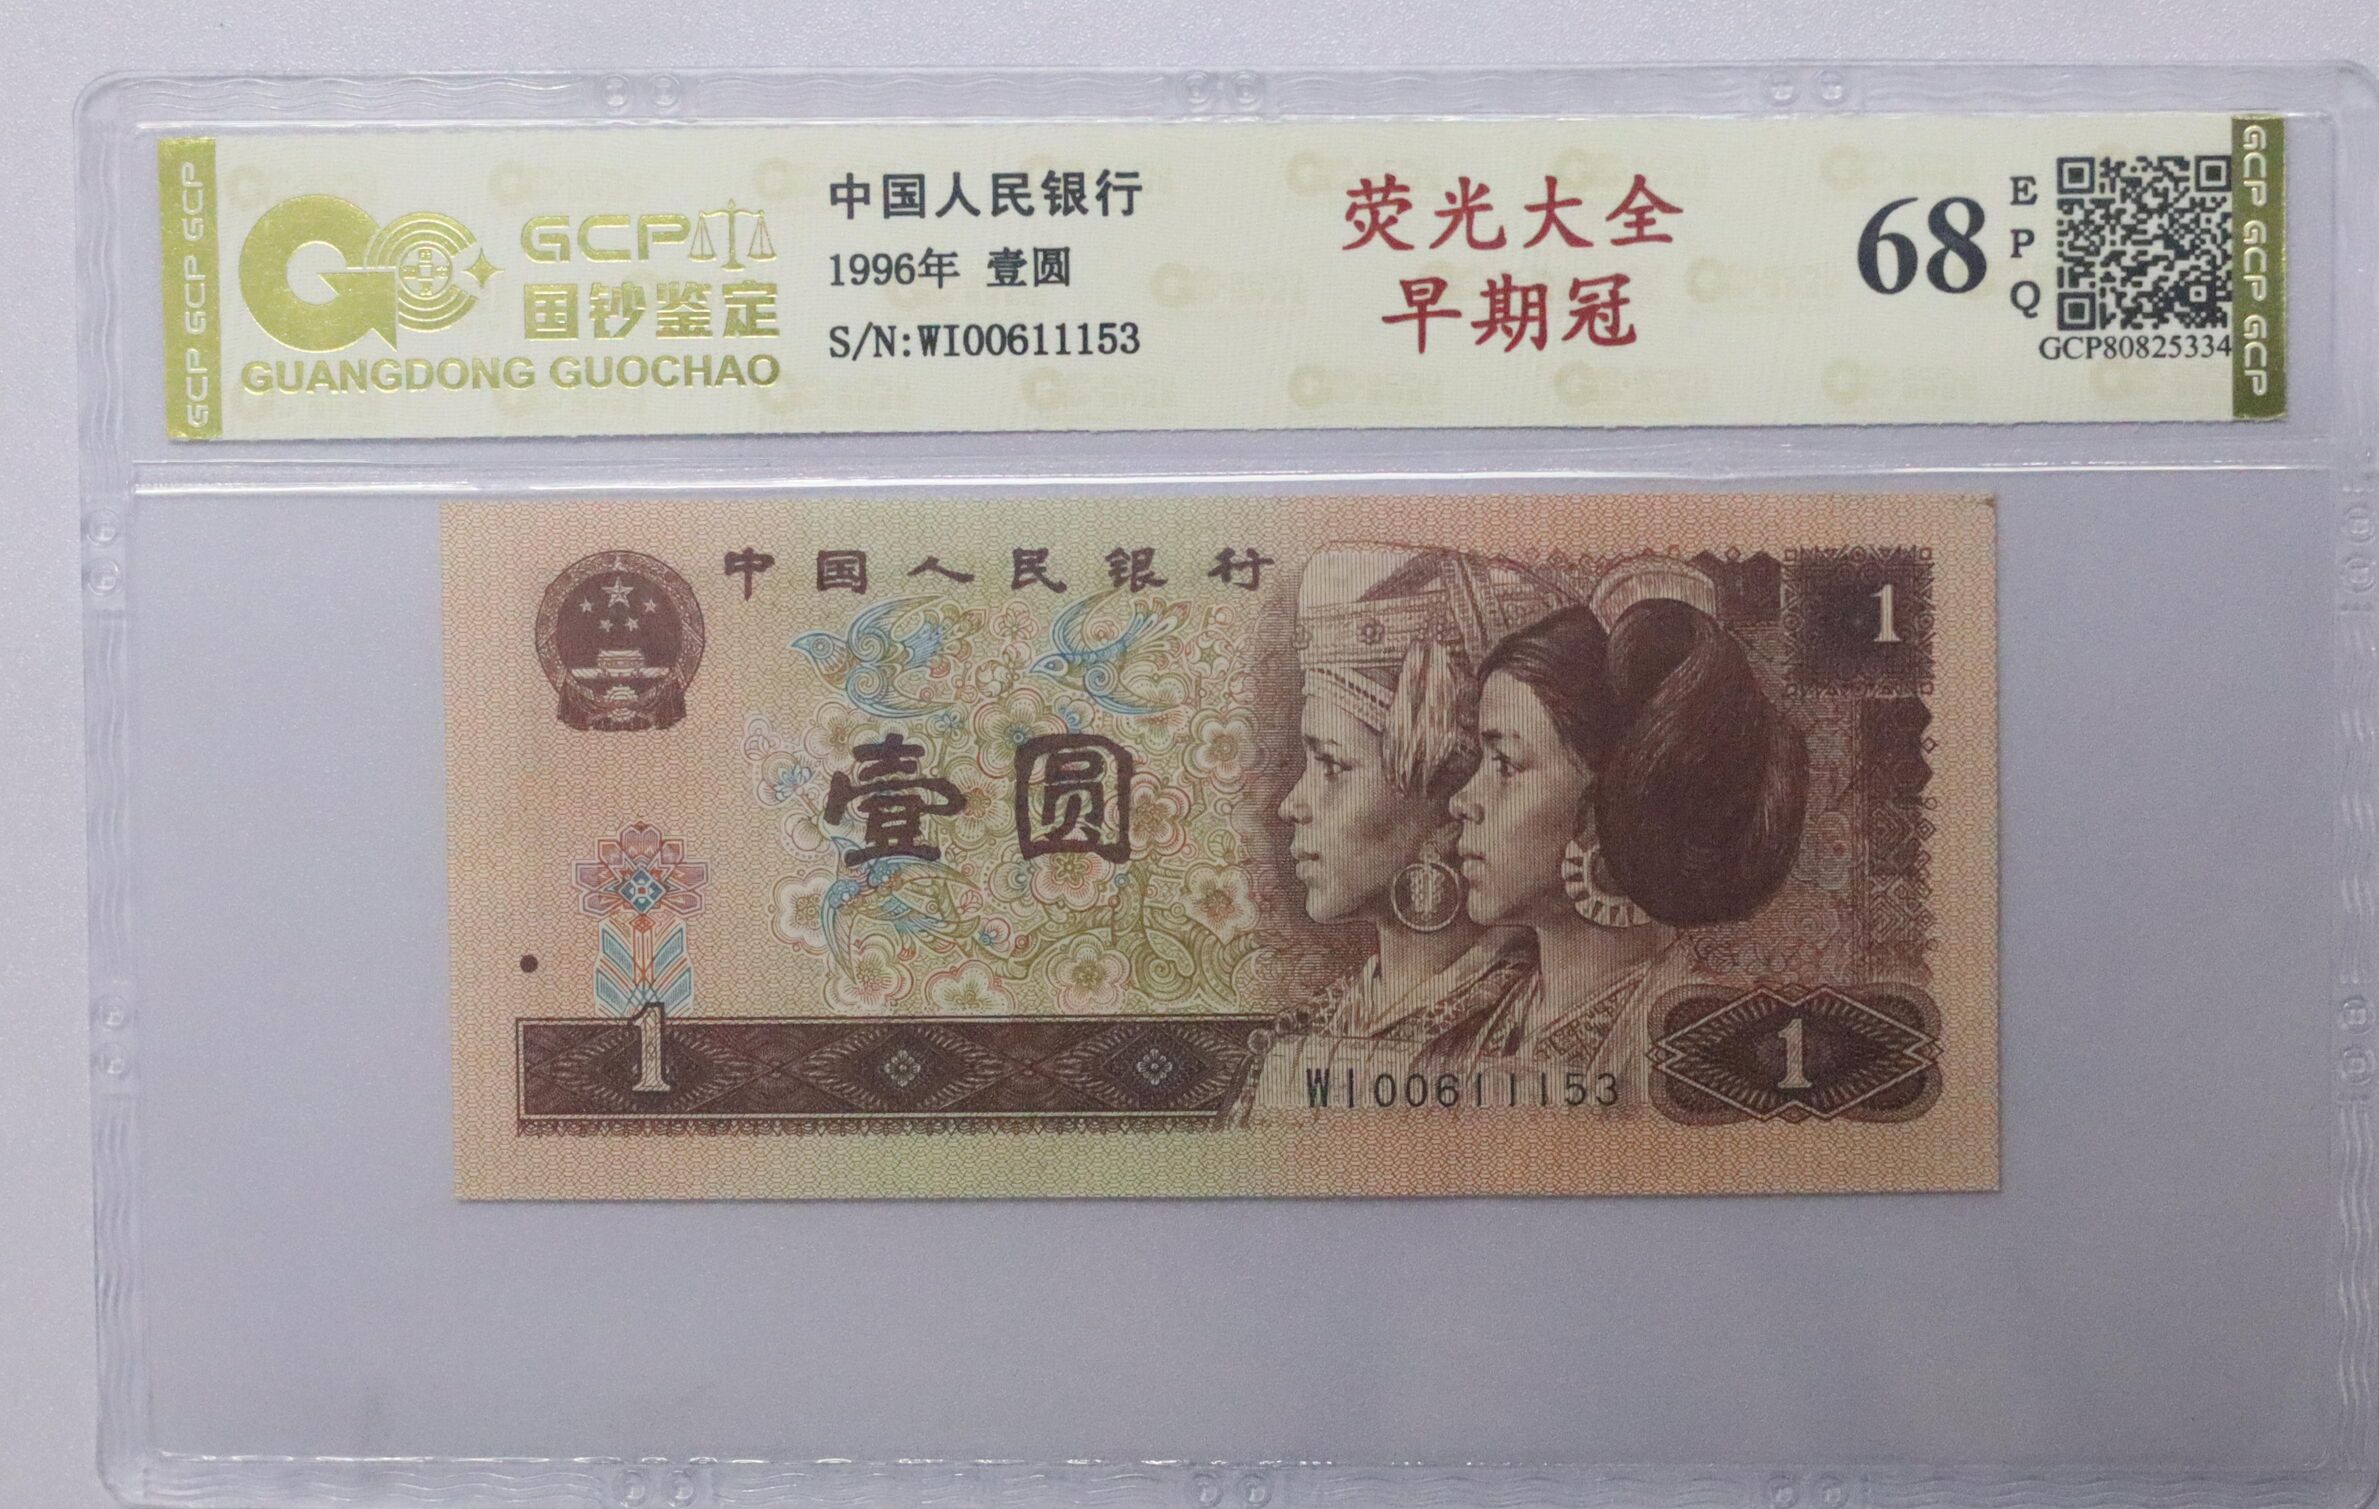 GCP GCP GCP
GCP
国钞鉴定
GUANGDONG GUOCHAO
中国人民银行
1996年 壹圆
S/N:WI00611153
荧光大全
早期冠
68
EPQ
GCP80825334
GCP GCP GCP
中国人民银行
1
壹圆
1
WI00611153
1